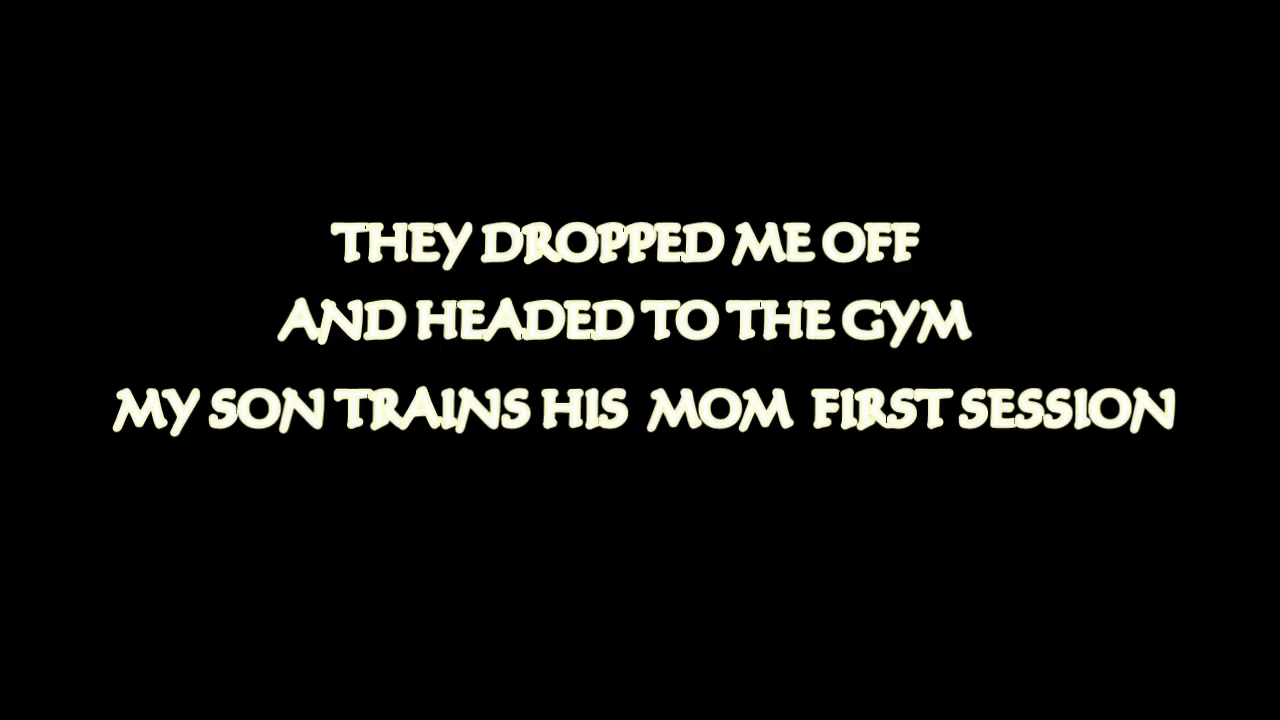 THEY DROPPED ME OFF
AND HEADED TO THE GYM
MY SON TRAINS HIS MOM FIRST SESSION